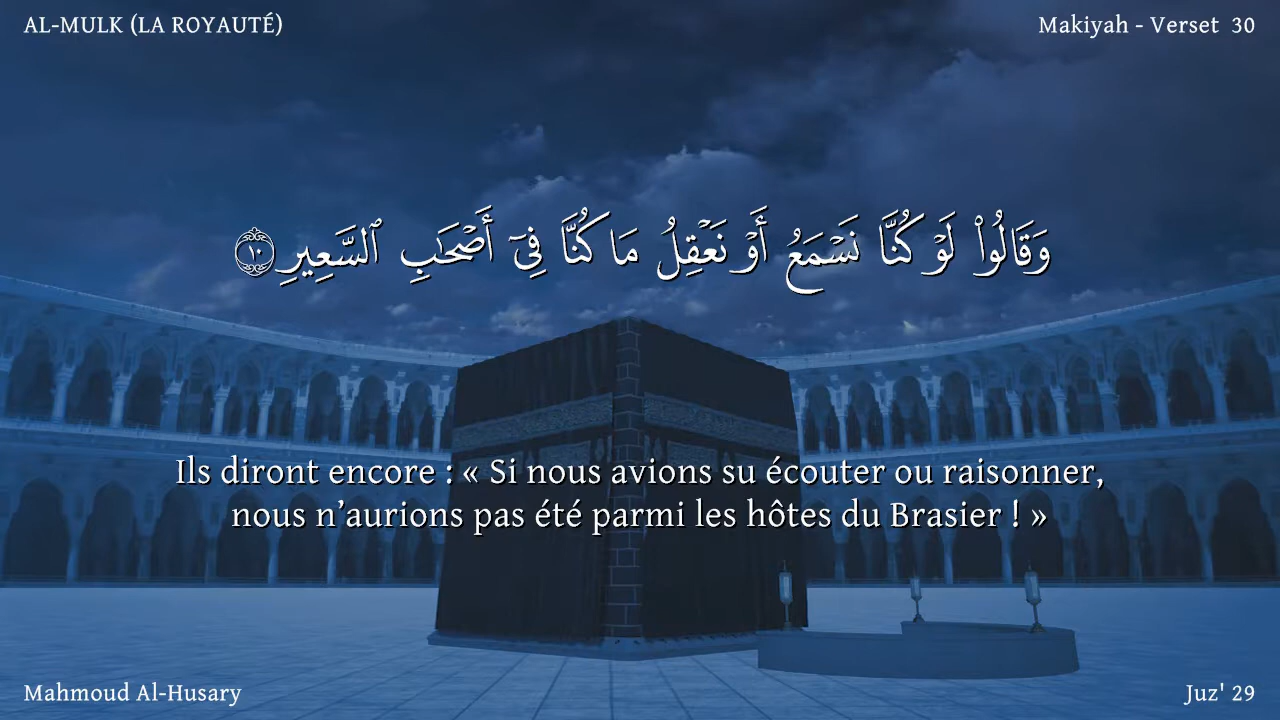 AL-MULK (LA ROYAUTÉ)
Makiyah - Verset 30
وَقَالُوا۟ لَوْ كُنَّا نَسْمَعُ أَوْ نَعْقِلُ مَا كُنَّا فِىٓ أَصْحَـٰبِ ٱلسَّعِيرِ ١٠
Ils diront encore : « Si nous avions su écouter ou raisonner,
nous n’aurions pas été parmi les hôtes du Brasier ! »
Mahmoud Al-Husary
Juz' 29